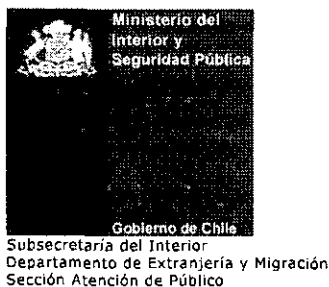 Ministerio del
Interior y
Seguridad Pública
Gobierno de Chile
Subsecretaría del Interior
Departamento de Extranjería y Migración
Sección Atención de Público